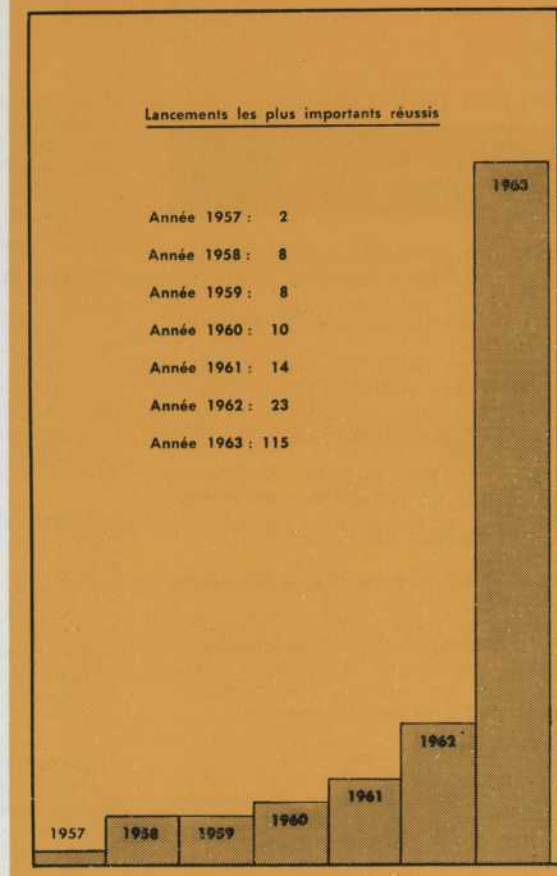 Lancements les plus importants réussis
Année 1957 : 2
Année 1958 : 8
Année 1959 : 8
Année 1960 : 10
Année 1961 : 14
Année 1962 : 23
Année 1963 : 115
1963
1962
1961
1960
1957
1958
1959